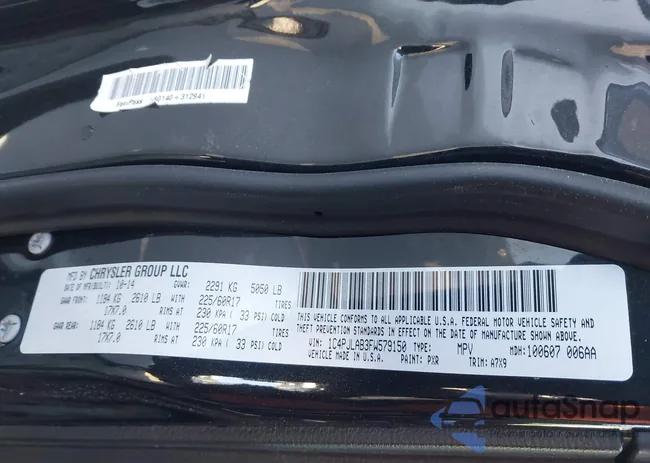 MFD BY CHRYSLER GROUP LLC
DATE OF MFR(BUILT): 10-14 GVWR: 2291 KG 5050 LB
GAWR FRONT: 1184 KG 2610 LB WITH 225/60R17 TIRES
17X7.0 RIMS AT 230 KPA ( 33 PSI) COLD
GAWR REAR: 1184 KG 2610 LB WITH 225/60R17 TIRES
17X7.0 RIMS AT 230 KPA ( 33 PSI) COLD
THIS VEHICLE CONFORMS TO ALL APPLICABLE U.S.A. FEDERAL MOTOR VEHICLE SAFETY AND
THEFT PREVENTION STANDARDS IN EFFECT ON THE DATE OF MANUFACTURE SHOWN ABOVE.
VIN: 1C4PJLAB3FW579150 TYPE: MPV MDH: 100607 006AA
VEHICLE MADE IN U.S.A. PAINT: PXR TRIM: A7X9
autoSnap